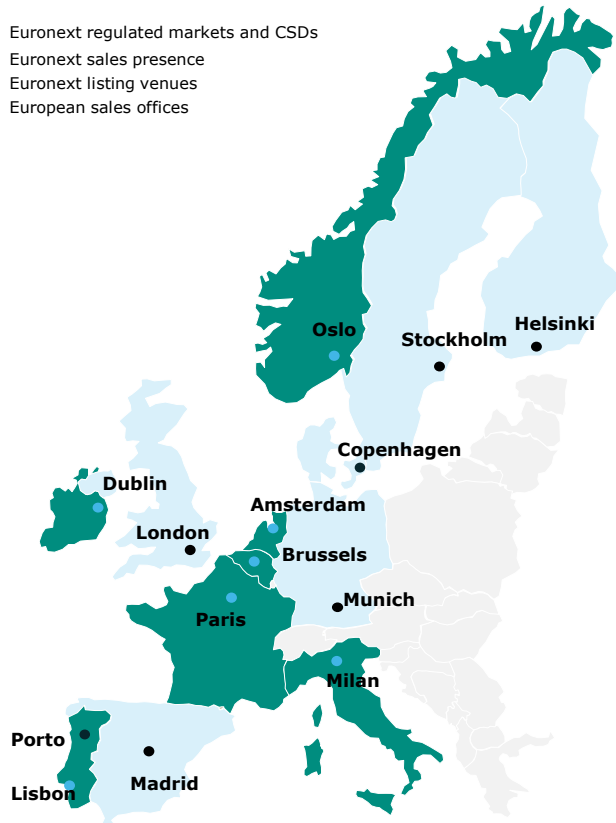 Euronext regulated markets and CSDs
Euronext sales presence
Euronext listing venues
European sales offices
Oslo
Stockholm
Helsinki
Copenhagen
Dublin
Amsterdam
London
Brussels
Munich
Paris
Milan
Porto
Madrid
Lisbon